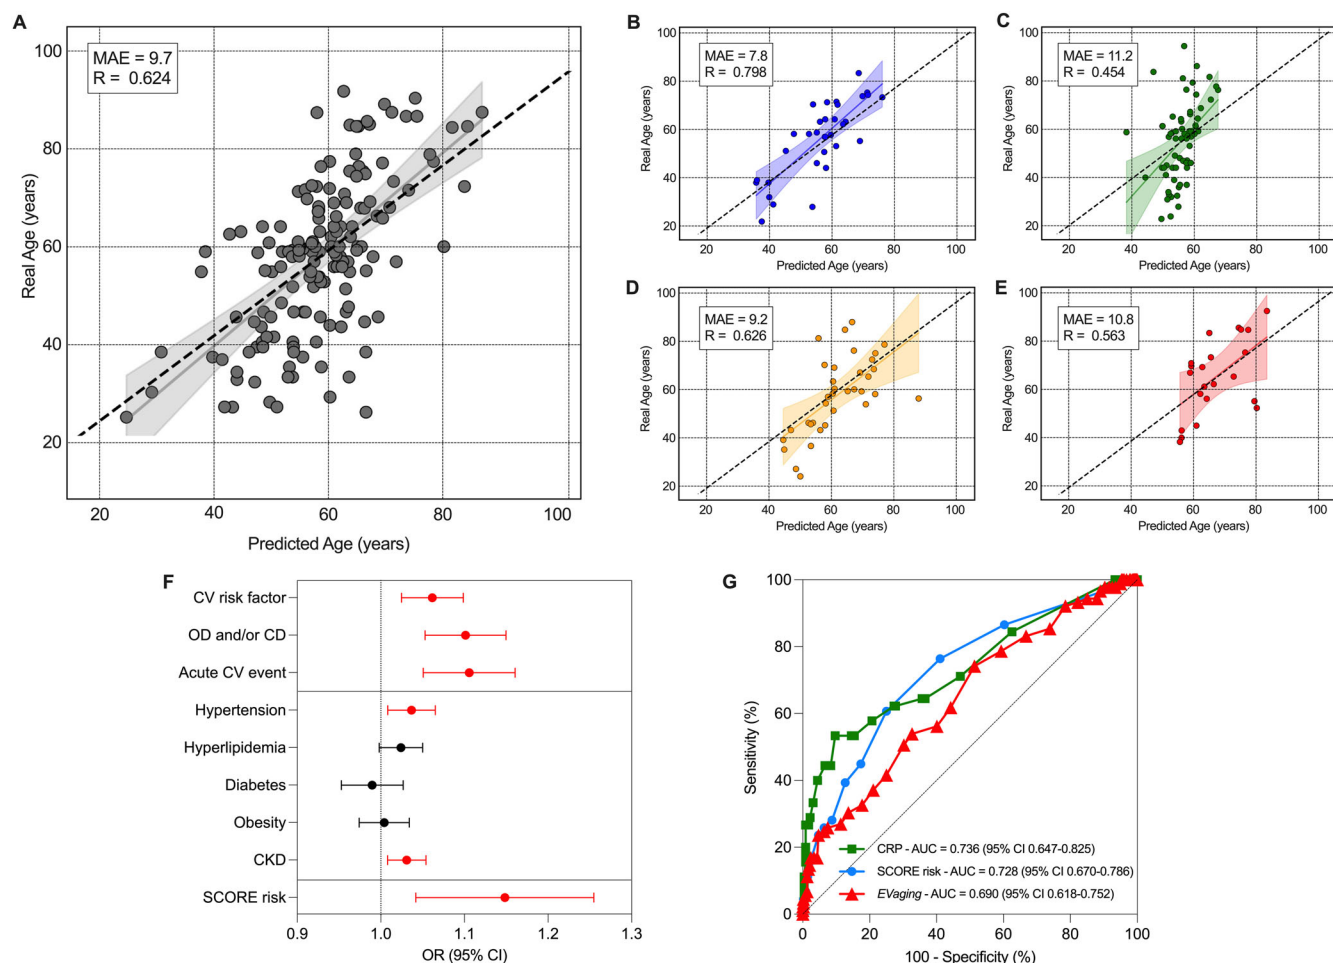 A
MAE = 9.7
R = 0.624
100
80
60
40
20
Real Age (years)
20
40
60
80
100
Predicted Age (years)
B
MAE = 7.8
R = 0.798
100
80
60
40
20
Real Age (years)
20
40
60
80
100
Predicted Age (years)
C
MAE = 11.2
R = 0.454
100
80
60
40
20
Real Age (years)
20
40
60
80
100
Predicted Age (years)
D
MAE = 9.2
R = 0.626
100
80
60
40
20
Real Age (years)
20
40
60
80
100
Predicted Age (years)
E
MAE = 10.8
R = 0.563
100
80
60
40
20
Real Age (years)
20
40
60
80
100
Predicted Age (years)
F
CV risk factor
OD and/or CD
Acute CV event
Hypertension
Hyperlipidemia
Diabetes
Obesity
CKD
SCORE risk
0.9
1.0
1.1
1.2
1.3
OR (95% CI)
G
100
80
60
40
20
0
Sensitivity (%)
CRP - AUC = 0.736 (95% CI 0.647-0.825)
SCORE risk - AUC = 0.728 (95% CI 0.670-0.786)
EVaging - AUC = 0.690 (95% CI 0.618-0.752)
0
20
40
60
80
100
100 - Specificity (%)